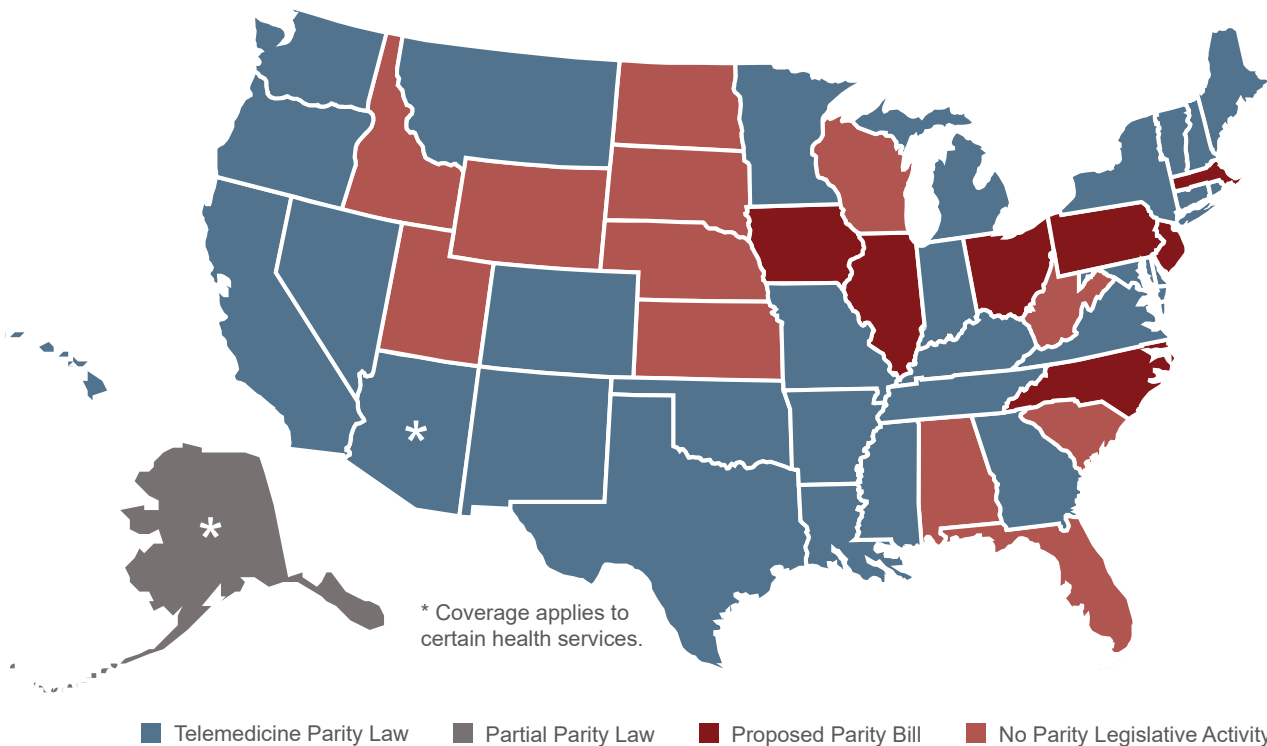 *
*
* Coverage applies to
certain health services.
Telemedicine Parity Law Partial Parity Law Proposed Parity Bill No Parity Legislative Activity